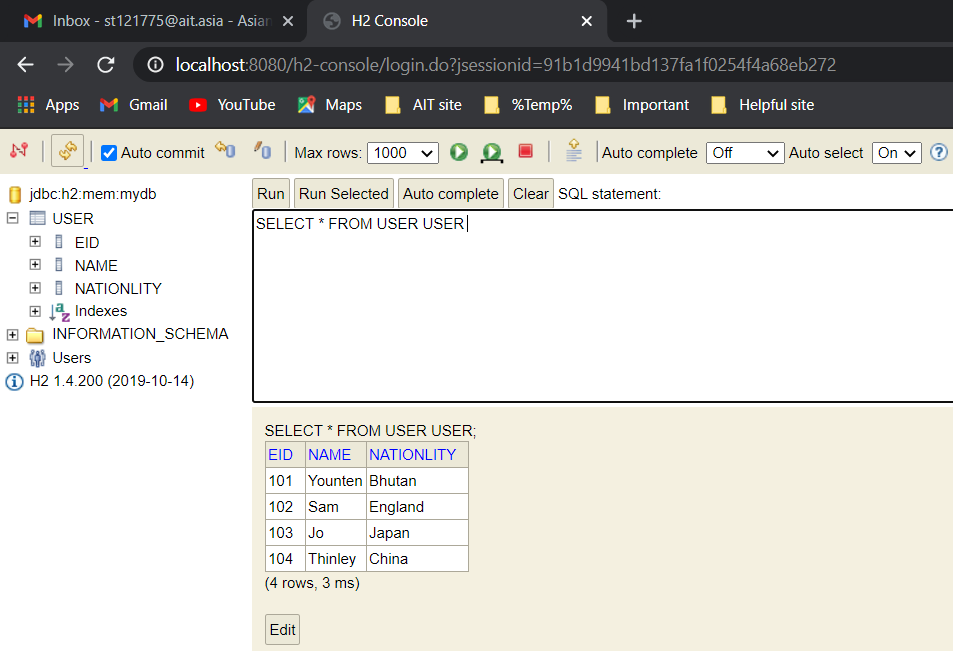 Inbox - st121775@ait.asia - Asian
H2 Console
localhost:8080/h2-console/login.do?jsessionid=91b1d9941bd137fa1f0254f4a68eb272
Apps Gmail YouTube Maps AIT site %Temp% Important Helpful site
Auto commit Max rows: 1000 Auto complete Off Auto select On ?
jdbc:h2:mem:mydb
USER
EID
NAME
NATIONLITY
Indexes
INFORMATION_SCHEMA
Users
H2 1.4.200 (2019-10-14)
Run Run Selected Auto complete Clear SQL statement:
SELECT * FROM USER USER
SELECT * FROM USER USER;
EID NAME NATIONLITY
101 Younten Bhutan
102 Sam England
103 Jo Japan
104 Thinley China
(4 rows, 3 ms)
Edit